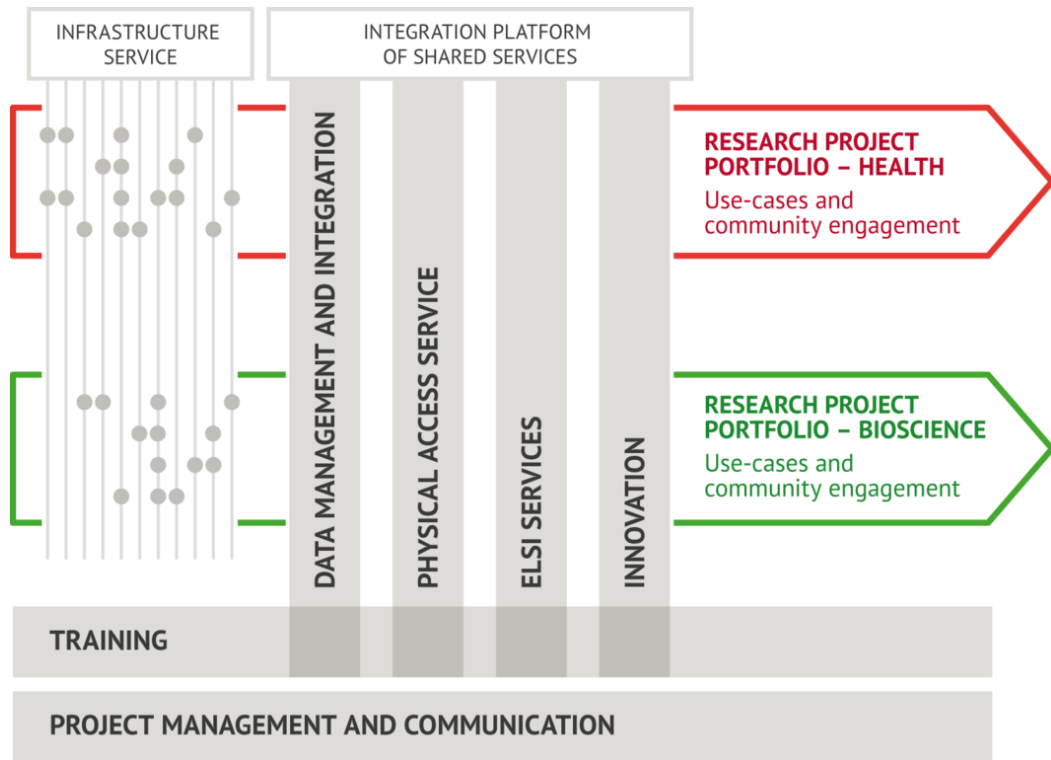 INFRASTRUCTURE
SERVICE
INTEGRATION PLATFORM
OF SHARED SERVICES
DATA MANAGEMENT AND INTEGRATION
PHYSICAL ACCESS SERVICE
ELSI SERVICES
INNOVATION
RESEARCH PROJECT
PORTFOLIO – HEALTH
Use-cases and
community engagement
RESEARCH PROJECT
PORTFOLIO – BIOSCIENCE
Use-cases and
community engagement
TRAINING
PROJECT MANAGEMENT AND COMMUNICATION